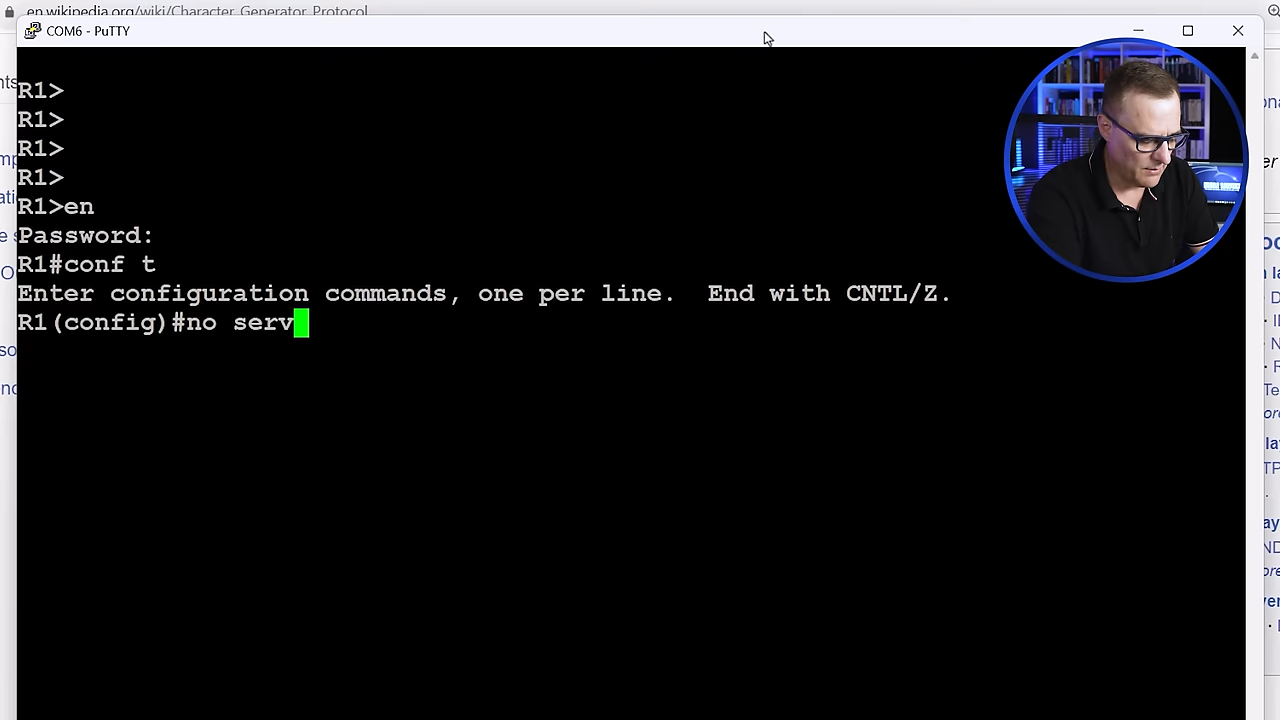 en.wikipedia.org/wiki/Character_Generator_Protocol
COM6 - PuTTY
R1>
R1>
R1>
R1>
R1>en
Password:
R1#conf t
Enter configuration commands, one per line.  End with CNTL/Z.
R1(config)#no serv